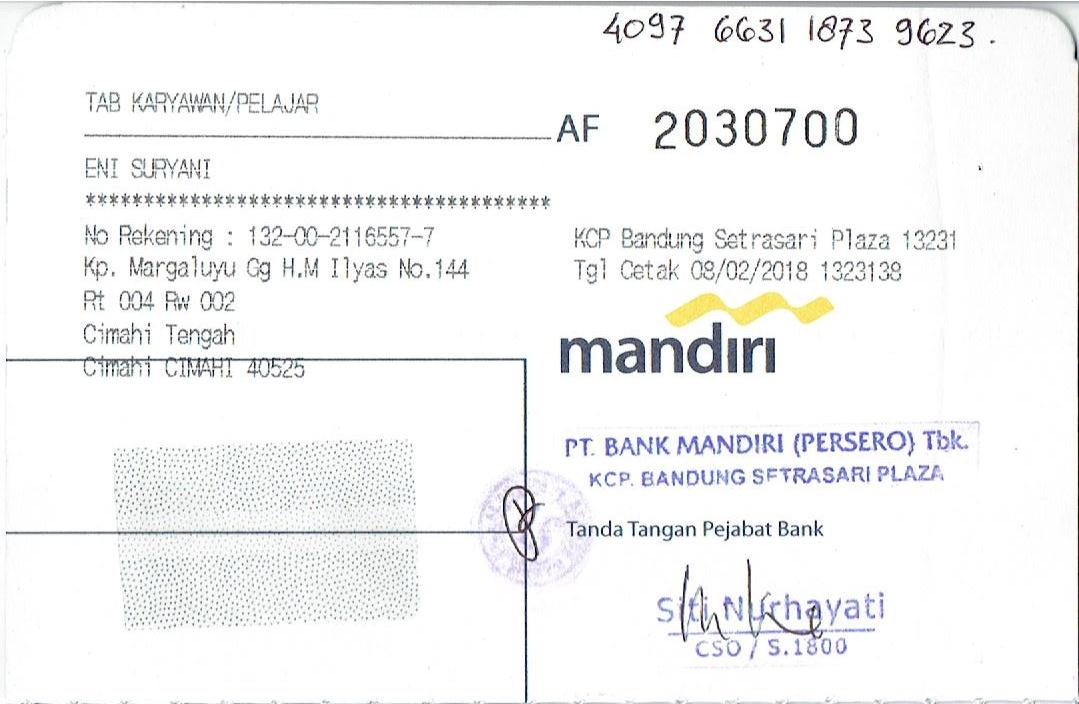 4097 6631 1873 9623.
TAB KARYAWAN/PELAJAR
AF 2030700
ENI SURYANI
****************************************
No Rekening : 132-00-2116557-7
Kp. Margaluyu Gg H.M Ilyas No.144
Rt 004 Rw 002
Cimahi Tengah
Cimahi CIMAHI 40525
KCP Bandung Setrasari Plaza 13231
Tgl Cetak 08/02/2018 1323138
mandiri
PT. BANK MANDIRI (PERSERO) Tbk.
KCP. BANDUNG SETRASARI PLAZA
Tanda Tangan Pejabat Bank
Siti Nurhayati
CSO / S.1800